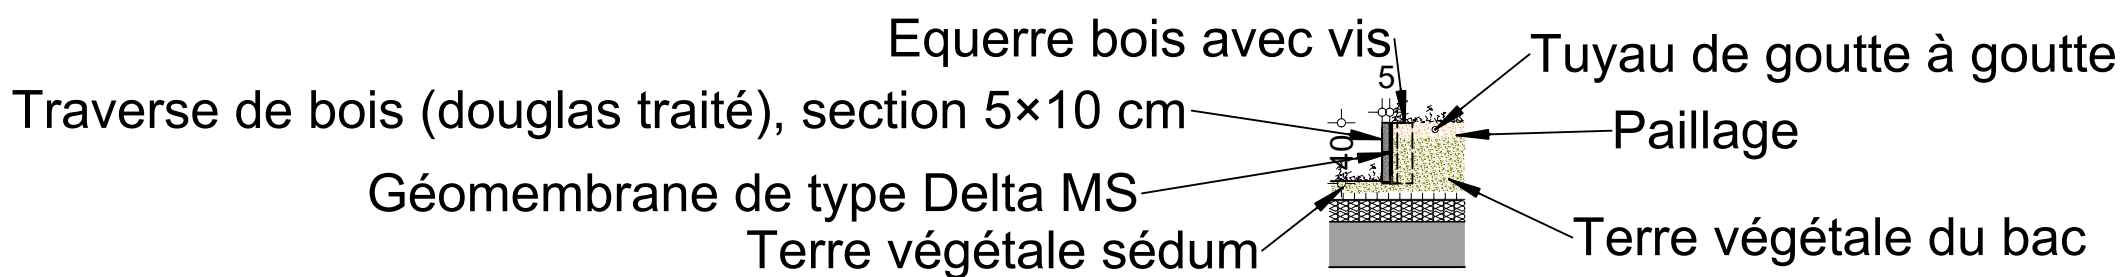 Equerre bois avec vis
Tuyau de goutte à goutte
5
Traverse de bois (douglas traité), section 5×10 cm
Paillage
40
Géomembrane de type Delta MS
Terre végétale du bac
Terre végétale sédum